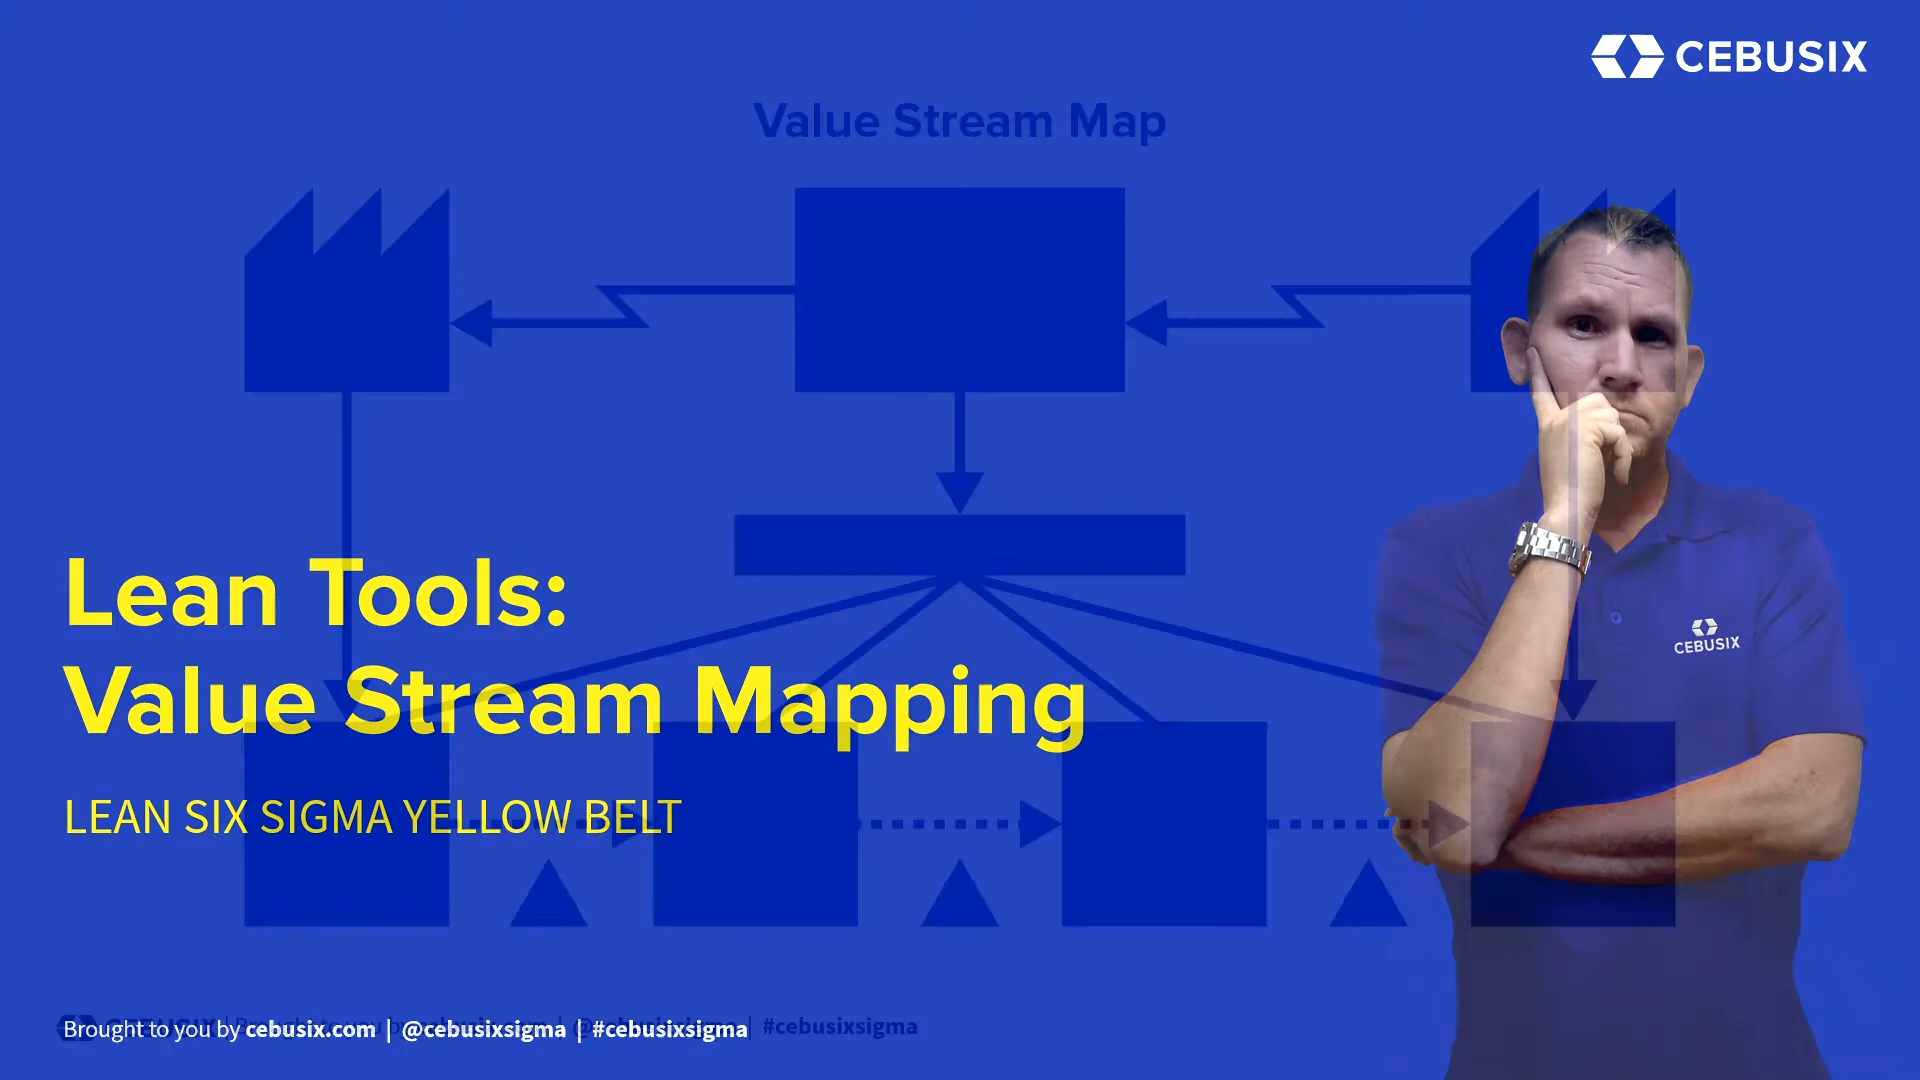 CEBUSIX
Value Stream Map
Lean Tools:
Value Stream Mapping
CEBUSIX
LEAN SIX SIGMA YELLOW BELT
Brought to you by cebusix.com | @cebusixsigma | #cebusixsigma
#cebusixsigma